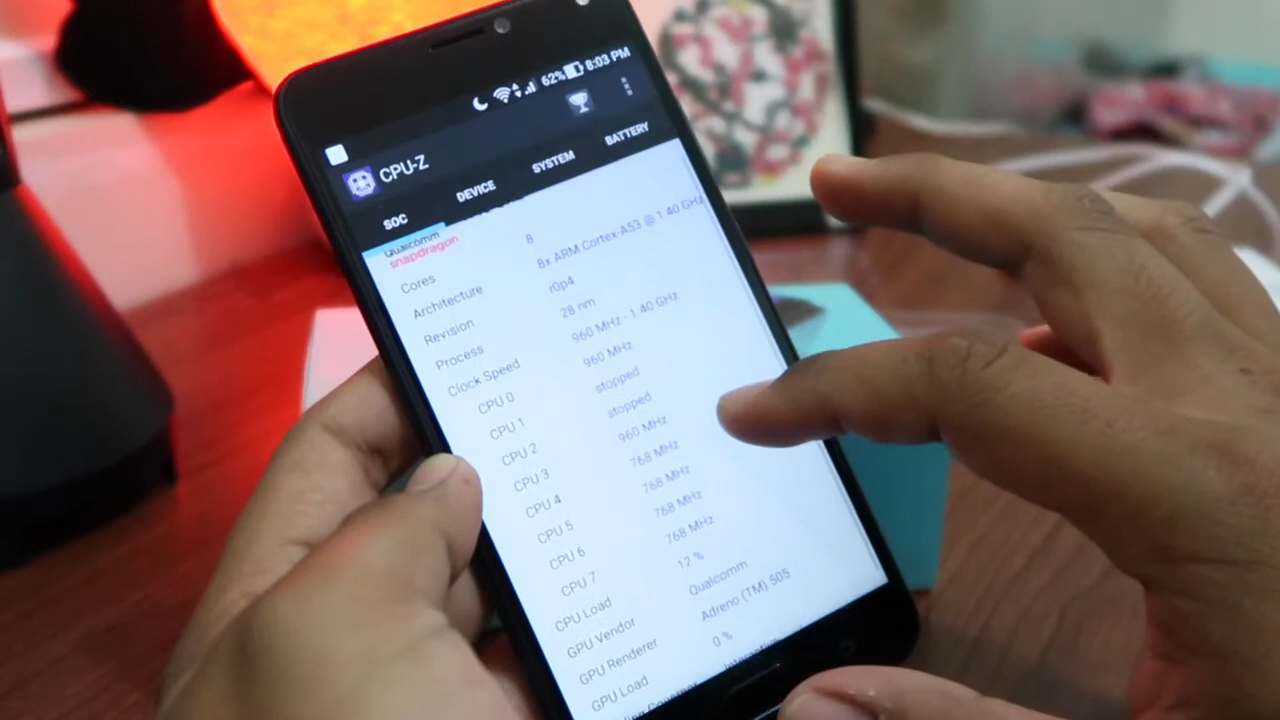 62% 8:03 PM
CPU-Z
SOC DEVICE SYSTEM BATTERY
Qualcomm
snapdragon
Cores 8
Architecture 8x ARM Cortex-A53 @ 1.40 GHz
Revision r0p4
Process 28 nm
Clock Speed 960 MHz - 1.40 GHz
CPU 0 960 MHz
CPU 1 stopped
CPU 2 stopped
CPU 3 960 MHz
CPU 4 768 MHz
CPU 5 768 MHz
CPU 6 768 MHz
CPU 7 768 MHz
CPU Load 17 %
GPU Vendor Qualcomm
GPU Renderer Adreno (TM) 505
GPU Load 0 %